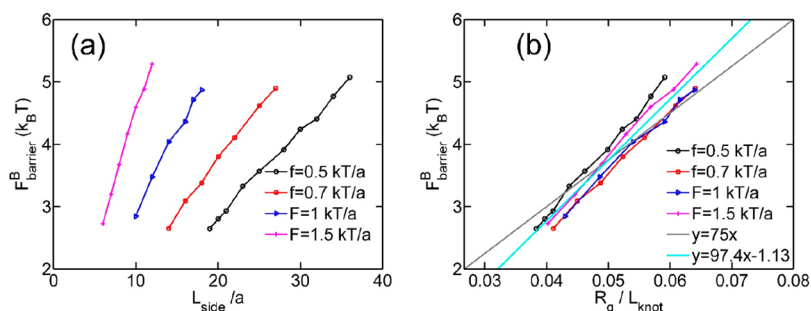 (a)
F^B_barrier (k_BT)
6
5
4
3
2
0
10
20
30
40
L_side/a
f=0.5 kT/a
f=0.7 kT/a
F=1 kT/a
F=1.5 kT/a
(b)
F^B_barrier (k_BT)
6
5
4
3
2
0.03
0.04
0.05
0.06
0.07
0.08
R_g / L_knot
f=0.5 kT/a
f=0.7 kT/a
F=1 kT/a
F=1.5 kT/a
y=75x
y=97.4x-1.13